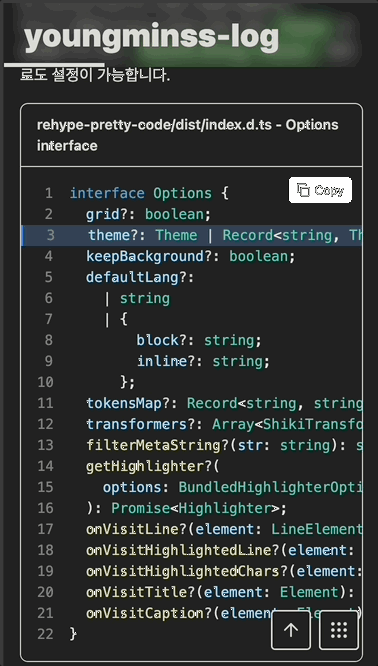 youngminss-log
료도 설정이 가능합니다.
rehype-pretty-code/dist/index.d.ts - Options
interface
Copy
1 interface Options {
2 grid?: boolean;
3 theme?: Theme | Record<string, Th
4 keepBackground?: boolean;
5 defaultLang?:
6 | string
7 | {
8 block?: string;
9 inline?: string;
10 };
11 tokensMap?: Record<string, string
12 transformers?: Array<ShikiTransfo
13 filterMetaString?(str: string): s
14 getHighlighter?(
15 options: BundledHighlighterOpti
16 ): Promise<Highlighter>;
17 onVisitLine?(element: LineElement
18 onVisitHighlightedLine?(element:
19 onVisitHighlightedChars?(element:
20 onVisitTitle?(element: Element):
21 onVisitCaption?(element: Element)
22 }